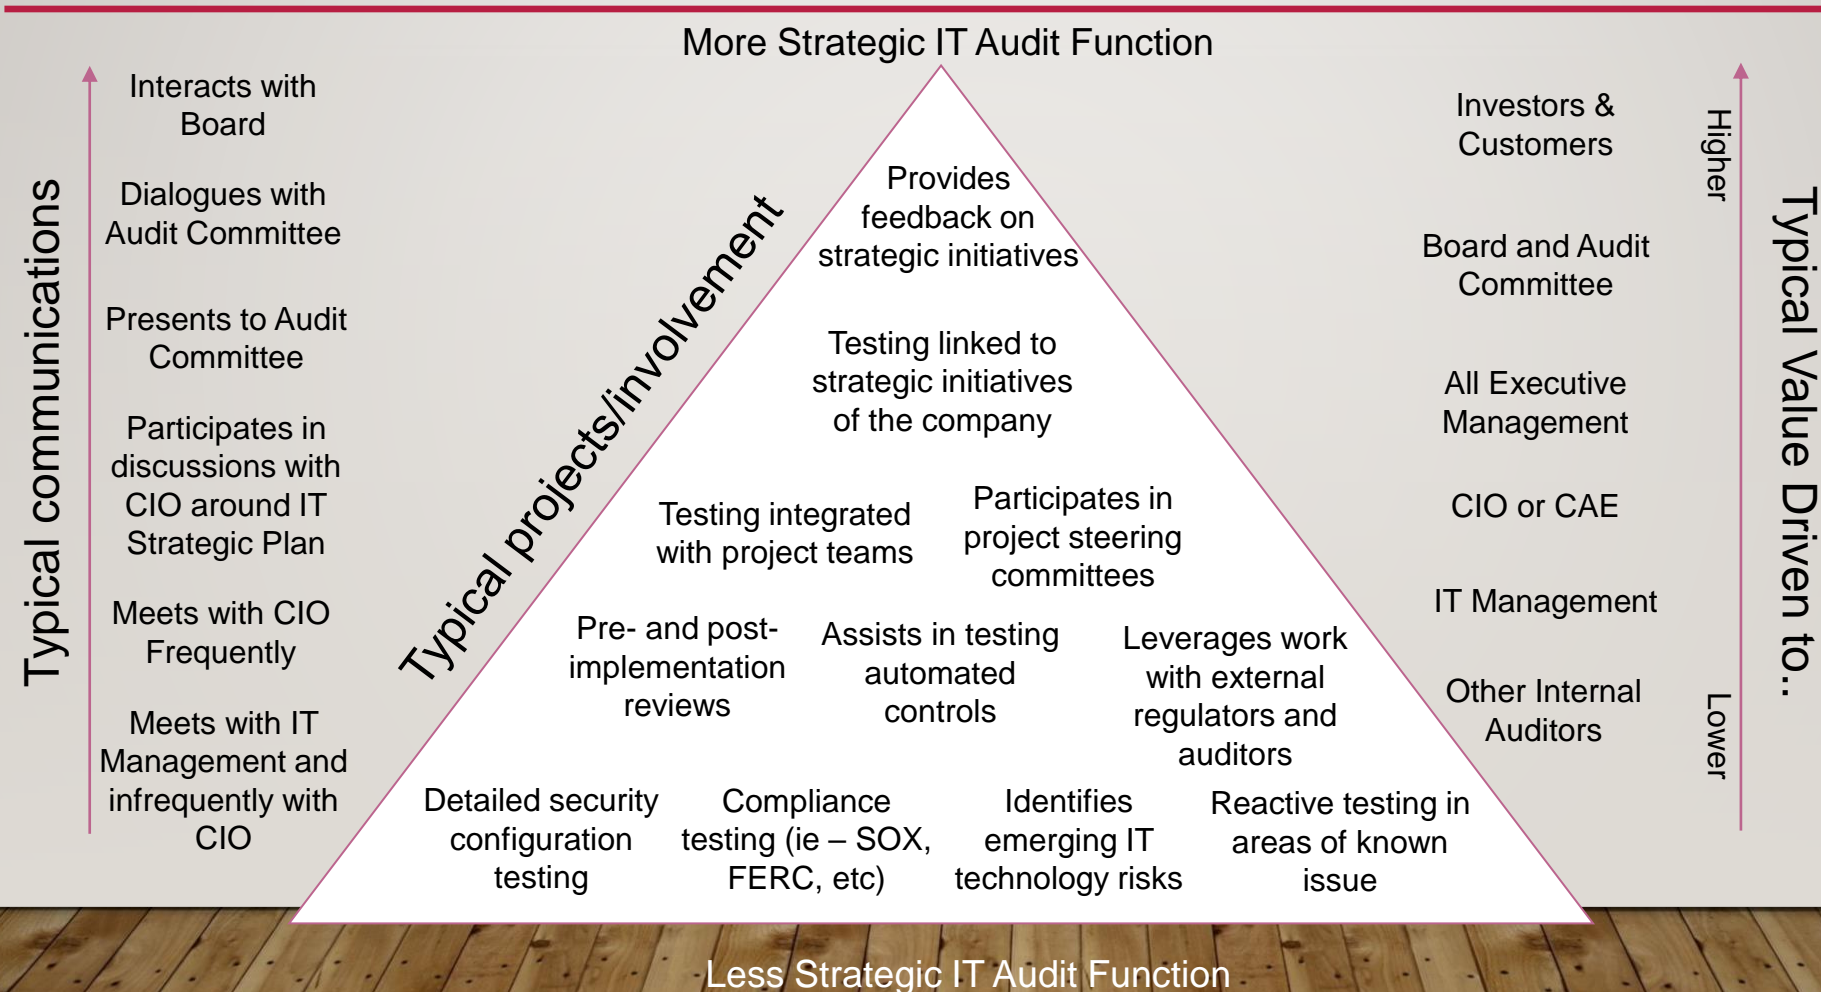 More Strategic IT Audit Function
Typical communications
Interacts with
Board
Dialogues with
Audit Committee
Presents to Audit
Committee
Participates in
discussions with
CIO around IT
Strategic Plan
Meets with CIO
Frequently
Meets with IT
Management and
infrequently with
CIO
Typical projects/involvement
Provides
feedback on
strategic initiatives
Testing linked to
strategic initiatives
of the company
Testing integrated
with project teams
Participates in
project steering
committees
Pre- and post-
implementation
reviews
Assists in testing
automated
controls
Leverages work
with external
regulators and
auditors
Detailed security
configuration
testing
Compliance
testing (ie – SOX,
FERC, etc)
Identifies
emerging IT
technology risks
Reactive testing in
areas of known
issue
Investors &
Customers
Board and Audit
Committee
All Executive
Management
CIO or CAE
IT Management
Other Internal
Auditors
Higher
Lower
Typical Value Driven to..
Less Strategic IT Audit Function